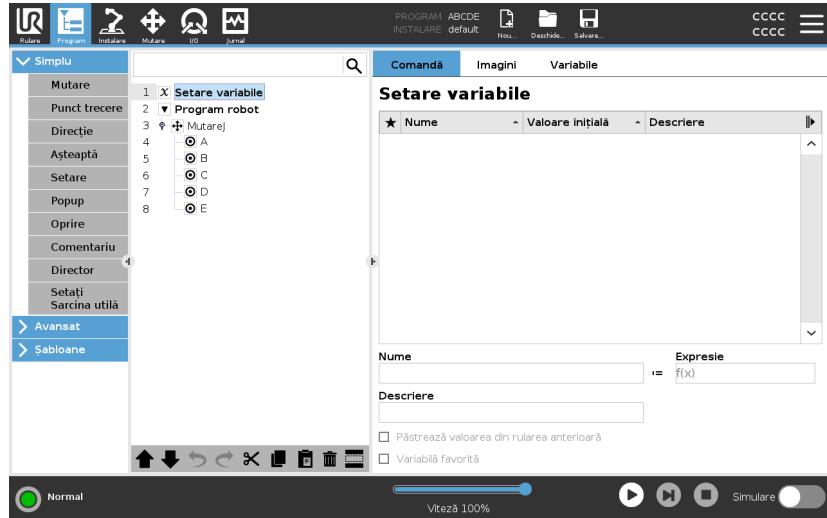 PROGRAM ABCDE
INSTALARE default
CCCC
CCCC
Rulare Program Instalare Mutare I/O Jurnal Nou... Deschide... Salvare...
Simplu
Mutare
Punct trecere
Direcție
Așteaptă
Setare
Popup
Oprire
Comentariu
Director
Setați
Sarcina utilă
Avansat
Șabloane
1 X Setare variabile
2 Program robot
3 MutareJ
4 A
5 B
6 C
7 D
8 E
Comandă Imagini Variabile
Setare variabile
Nume Valoare inițială Descriere
Nume Expresie
:= f(x)
Descriere
Păstrează valoarea din rularea anterioară
Variabilă favorită
Normal
Viteză 100%
Simulare